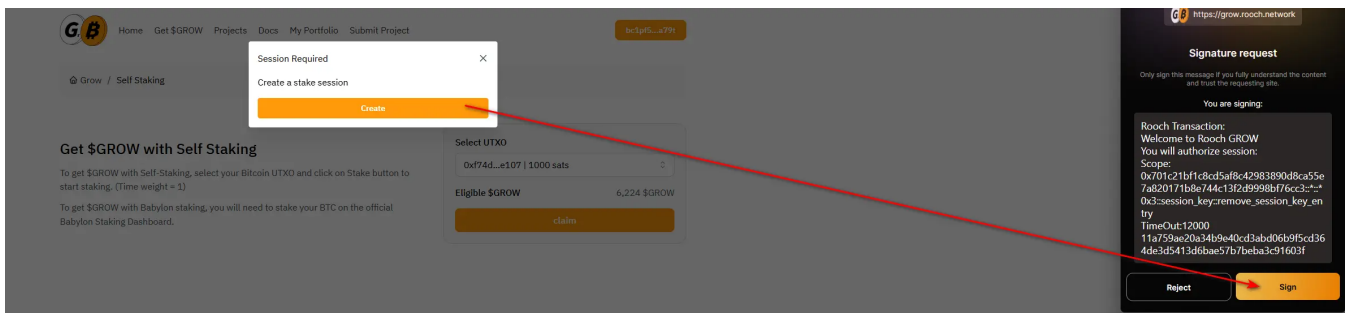 G B
Home Get $GROW Projects Docs My Portfolio Submit Project
bc1pf5...a79t
Grow / Self Staking
Session Required
Create a stake session
Create
Get $GROW with Self Staking
To get $GROW with Self-Staking, select your Bitcoin UTXO and click on Stake button to
start staking. (Time weight = 1)
To get $GROW with Babylon staking, you will need to stake your BTC on the official
Babylon Staking Dashboard.
Select UTXO
0xf74d...e107 | 1000 sats
Eligible $GROW 6,224 $GROW
claim
G B https://grow.rooch.network
Signature request
Only sign this message if you fully understand the content
and trust the requesting site.
You are signing:
Rooch Transaction:
Welcome to Rooch GROW
You will authorize session:
Scope:
0x701c21bf1c8cd5af8c42983890d8ca55e
7a820171b8e744c13f2d9998bf76cc3::*::*
0x3::session_key::remove_session_key_en
try
TimeOut:12000
11a759ae20a34b9e40cd3abd06b9f5cd36
4de3d5413d6bae57b7beba3c91603f
Reject Sign